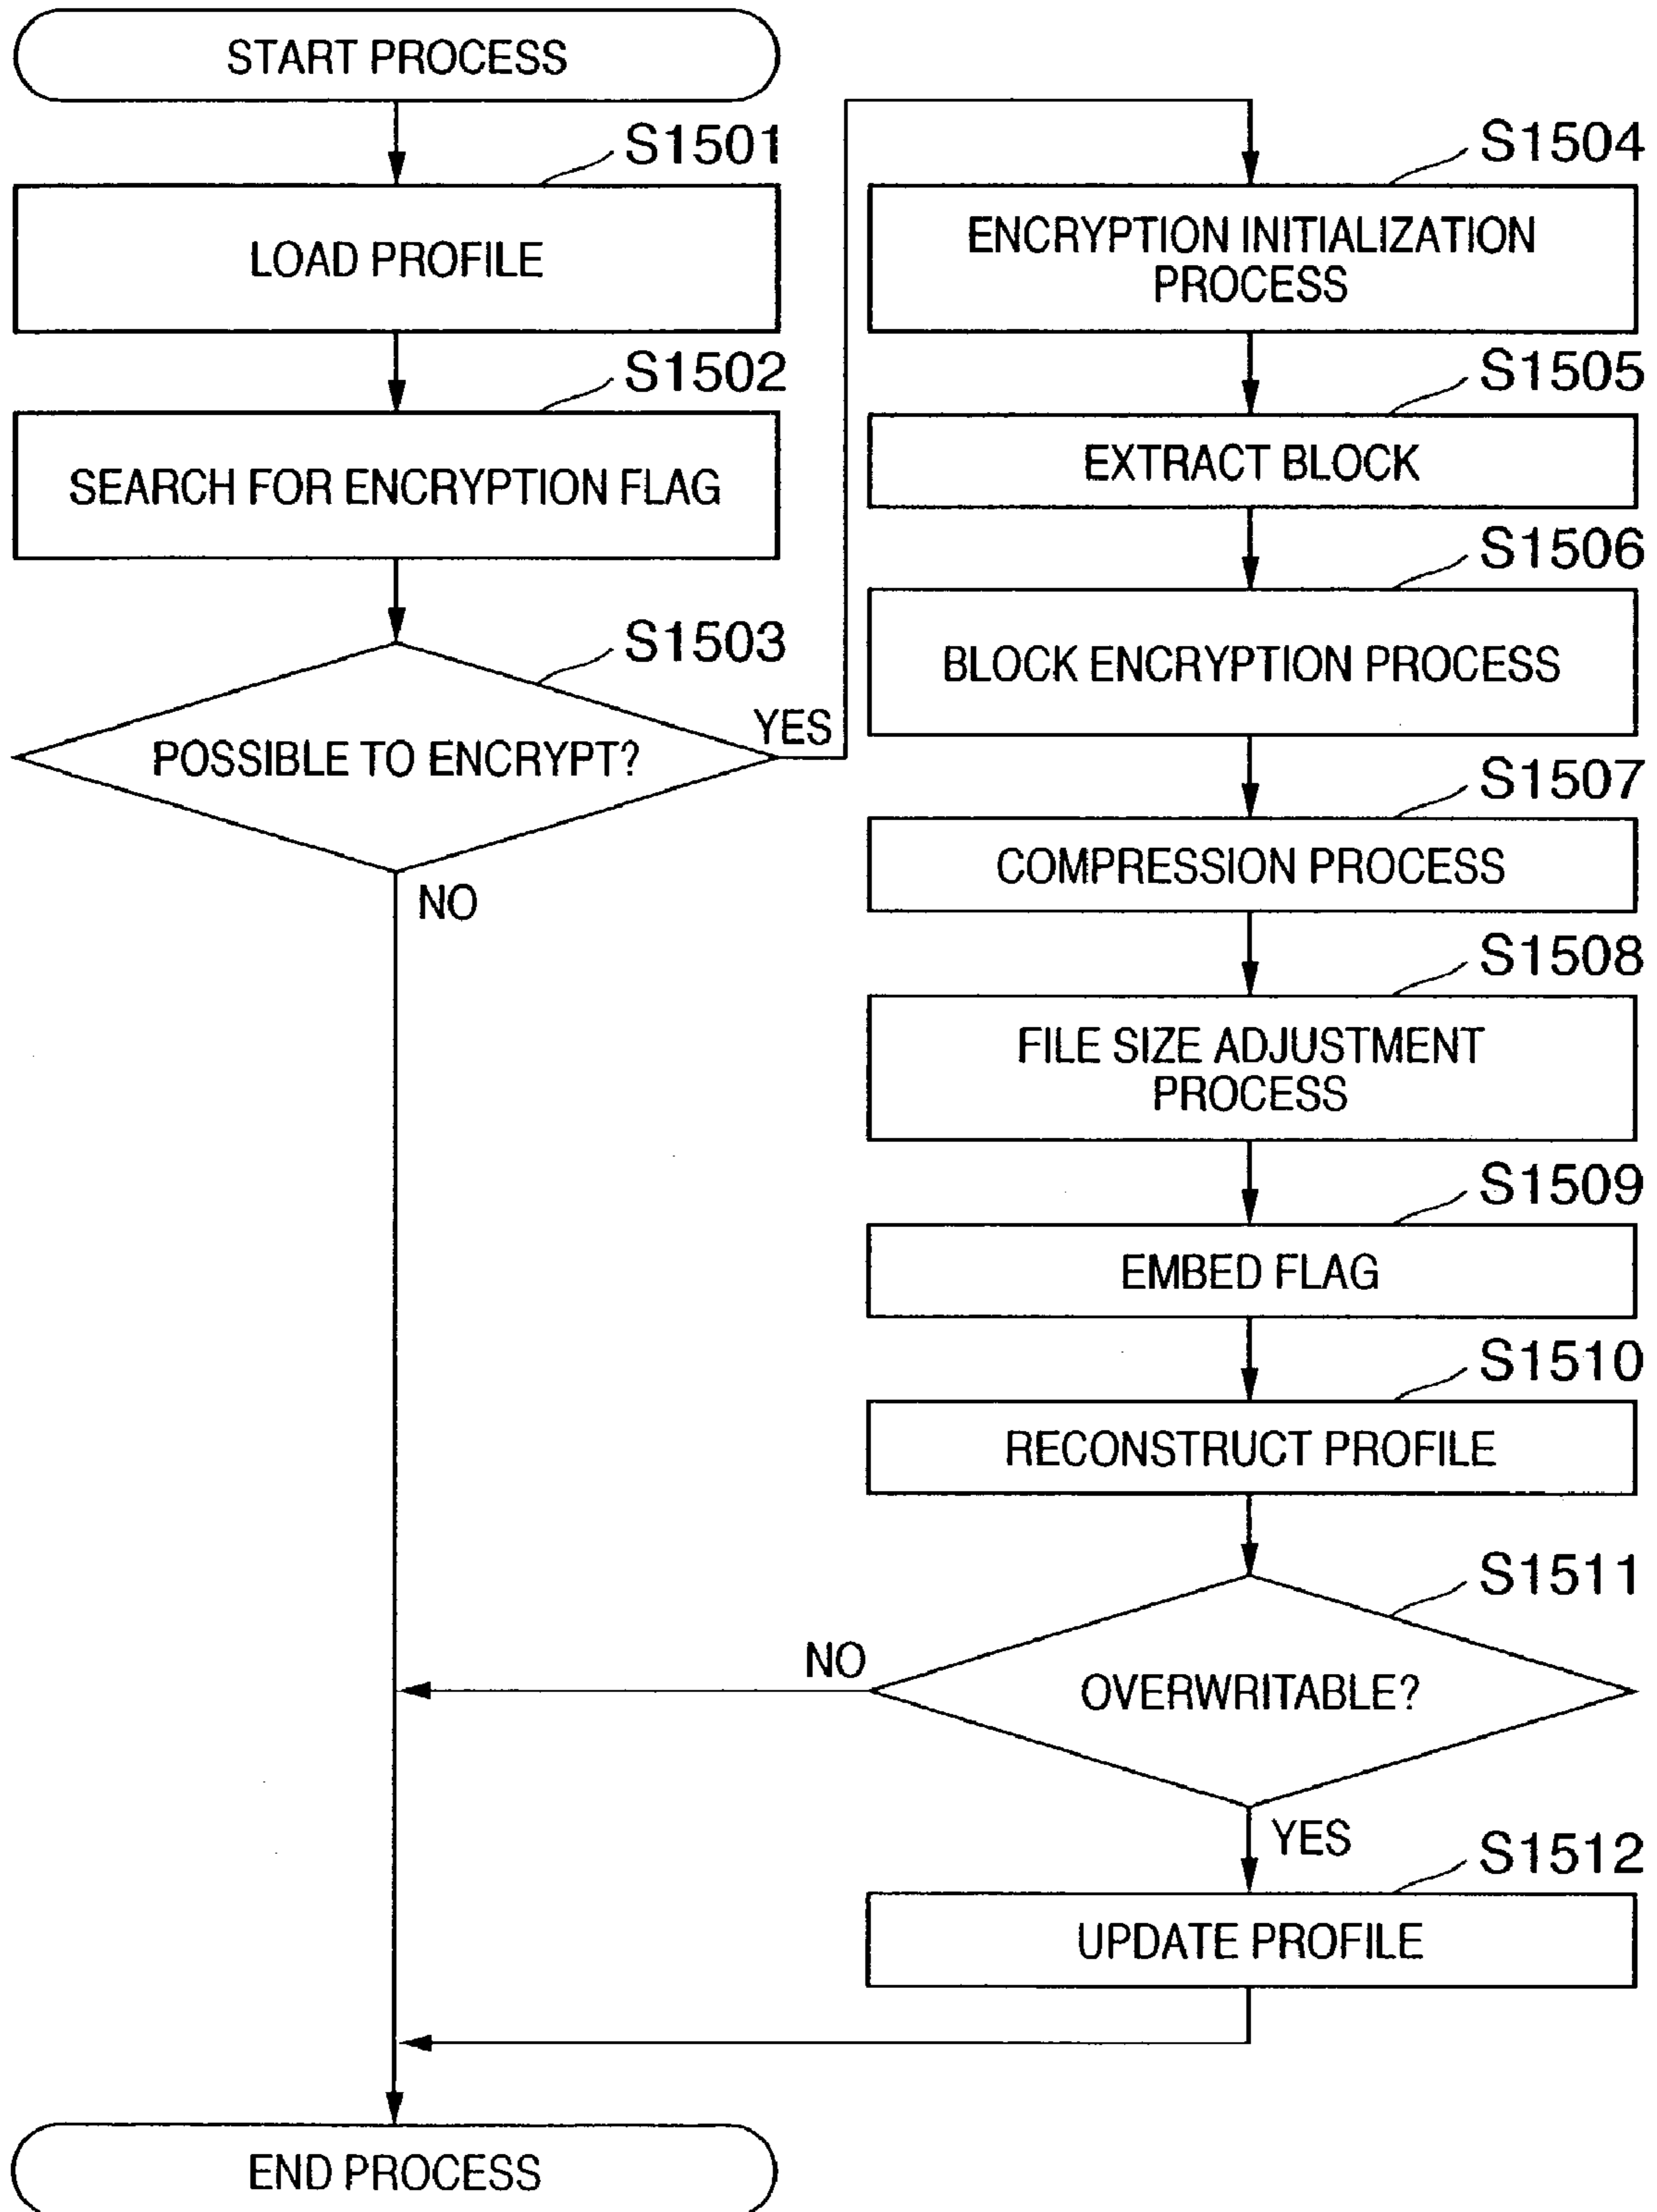 START PROCESS
S1501
LOAD PROFILE
S1502
SEARCH FOR ENCRYPTION FLAG
S1503
POSSIBLE TO ENCRYPT?
YES
NO
S1504
ENCRYPTION INITIALIZATION
PROCESS
S1505
EXTRACT BLOCK
S1506
BLOCK ENCRYPTION PROCESS
S1507
COMPRESSION PROCESS
S1508
FILE SIZE ADJUSTMENT
PROCESS
S1509
EMBED FLAG
S1510
RECONSTRUCT PROFILE
S1511
OVERWRITABLE?
NO
YES
S1512
UPDATE PROFILE
END PROCESS